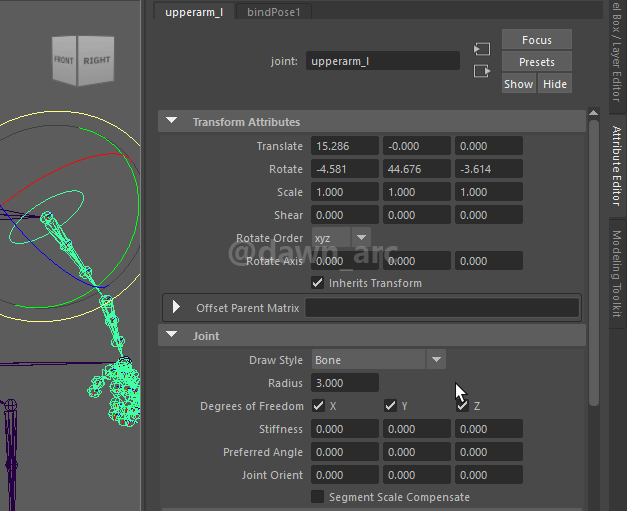 upperarm_l bindPose1
FRONT RIGHT
joint: upperarm_l
Focus
Presets
Show Hide
Transform Attributes
Translate 15.286 -0.000 0.000
Rotate -4.581 44.676 -3.614
Scale 1.000 1.000 1.000
Shear 0.000 0.000 0.000
Rotate Order xyz
@dawn_arc
Rotate Axis 0.000 0.000 0.000
Inherits Transform
Offset Parent Matrix
Joint
Draw Style Bone
Radius 3.000
Degrees of Freedom X Y Z
Stiffness 0.000 0.000 0.000
Preferred Angle 0.000 0.000 0.000
Joint Orient 0.000 0.000 0.000
Segment Scale Compensate
el Box / Layer Editor
Attribute Editor
Modeling Toolkit